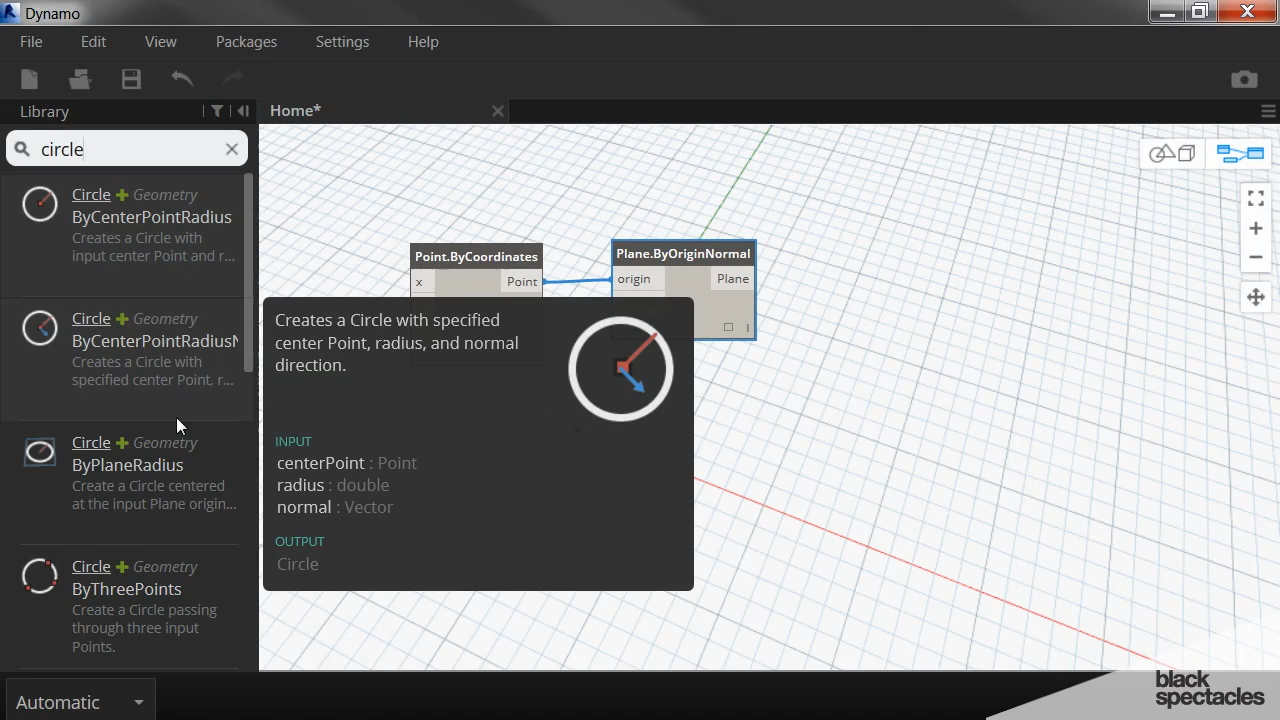 Dynamo
File Edit View Packages Settings Help
Library
Home*
circle
Circle + Geometry
ByCenterPointRadius
Creates a Circle with
input center Point and r...
Circle + Geometry
ByCenterPointRadiusN
Creates a Circle with
specified center Point, r...
Circle + Geometry
ByPlaneRadius
Create a Circle centered
at the input Plane origin...
Circle + Geometry
ByThreePoints
Create a Circle passing
through three input
Points.
Point.ByCoordinates
x Point
Plane.ByOriginNormal
origin Plane
Creates a Circle with specified
center Point, radius, and normal
direction.
INPUT
centerPoint : Point
radius : double
normal : Vector
OUTPUT
Circle
Automatic
black
spectacles